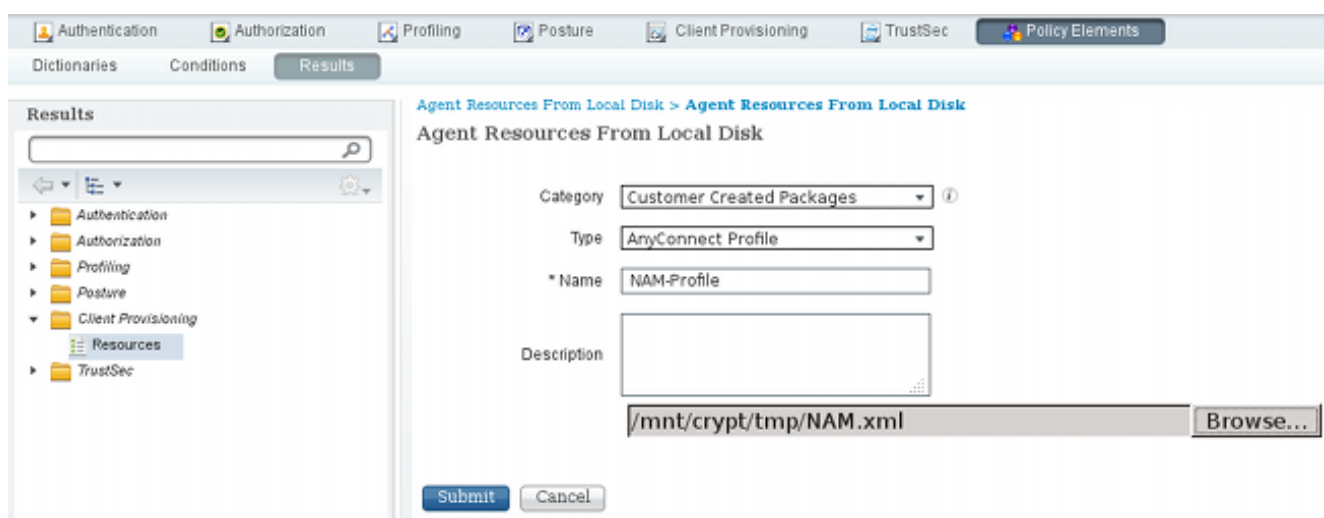 Authentication Authorization Profiling Posture Client Provisioning TrustSec Policy Elements
Dictionaries Conditions Results
Results
Authentication
Authorization
Profiling
Posture
Client Provisioning
Resources
TrustSec
Agent Resources From Local Disk > Agent Resources From Local Disk
Agent Resources From Local Disk
Category Customer Created Packages
Type AnyConnect Profile
* Name NAM-Profile
Description
/mnt/crypt/tmp/NAM.xml Browse...
Submit Cancel